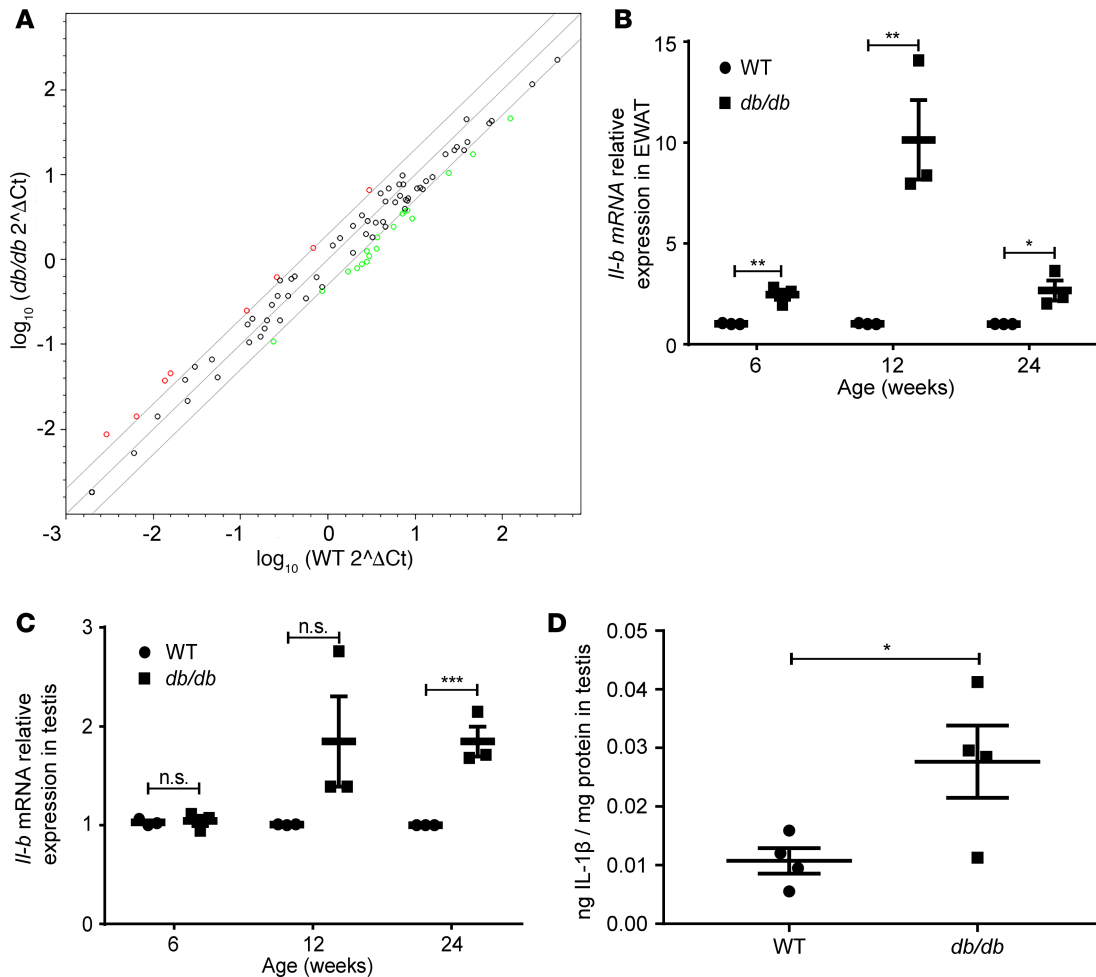 A
log10 (db/db 2^ΔCt)
2
1
0
-1
-2
-3
-2
-1
0
1
2
log10 (WT 2^ΔCt)
B
Il-b mRNA relative
expression in EWAT
15
10
5
0
WT
db/db
**
**
*
6
12
24
Age (weeks)
C
Il-b mRNA relative
expression in testis
3
2
1
0
WT
db/db
n.s.
n.s.
***
6
12
24
Age (weeks)
D
ng IL-1β / mg protein in testis
0.05
0.04
0.03
0.02
0.01
0.00
*
WT
db/db